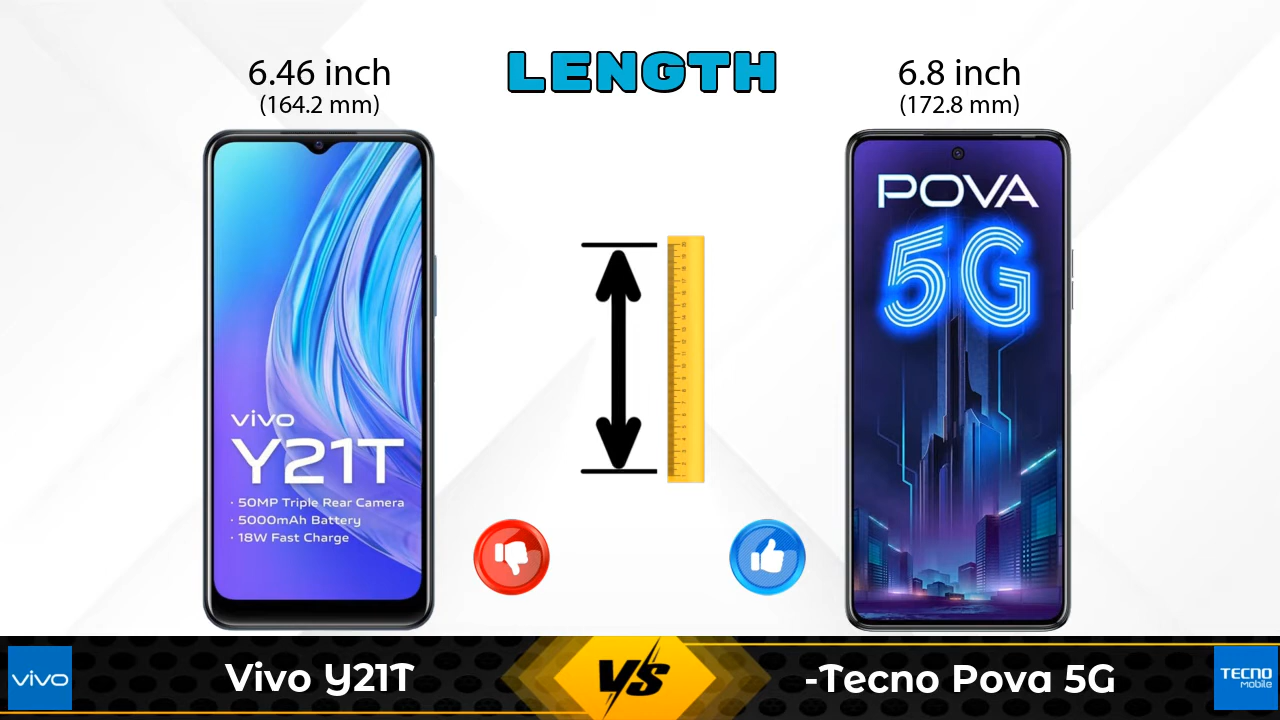 LENGTH
6.46 inch
(164.2 mm)
6.8 inch
(172.8 mm)
vivo
Y21T
· 50MP Triple Rear Camera
· 5000mAh Battery
· 18W Fast Charge
POVA
5G
vivo
Vivo Y21T
VS
-Tecno Pova 5G
TECNO
mobile